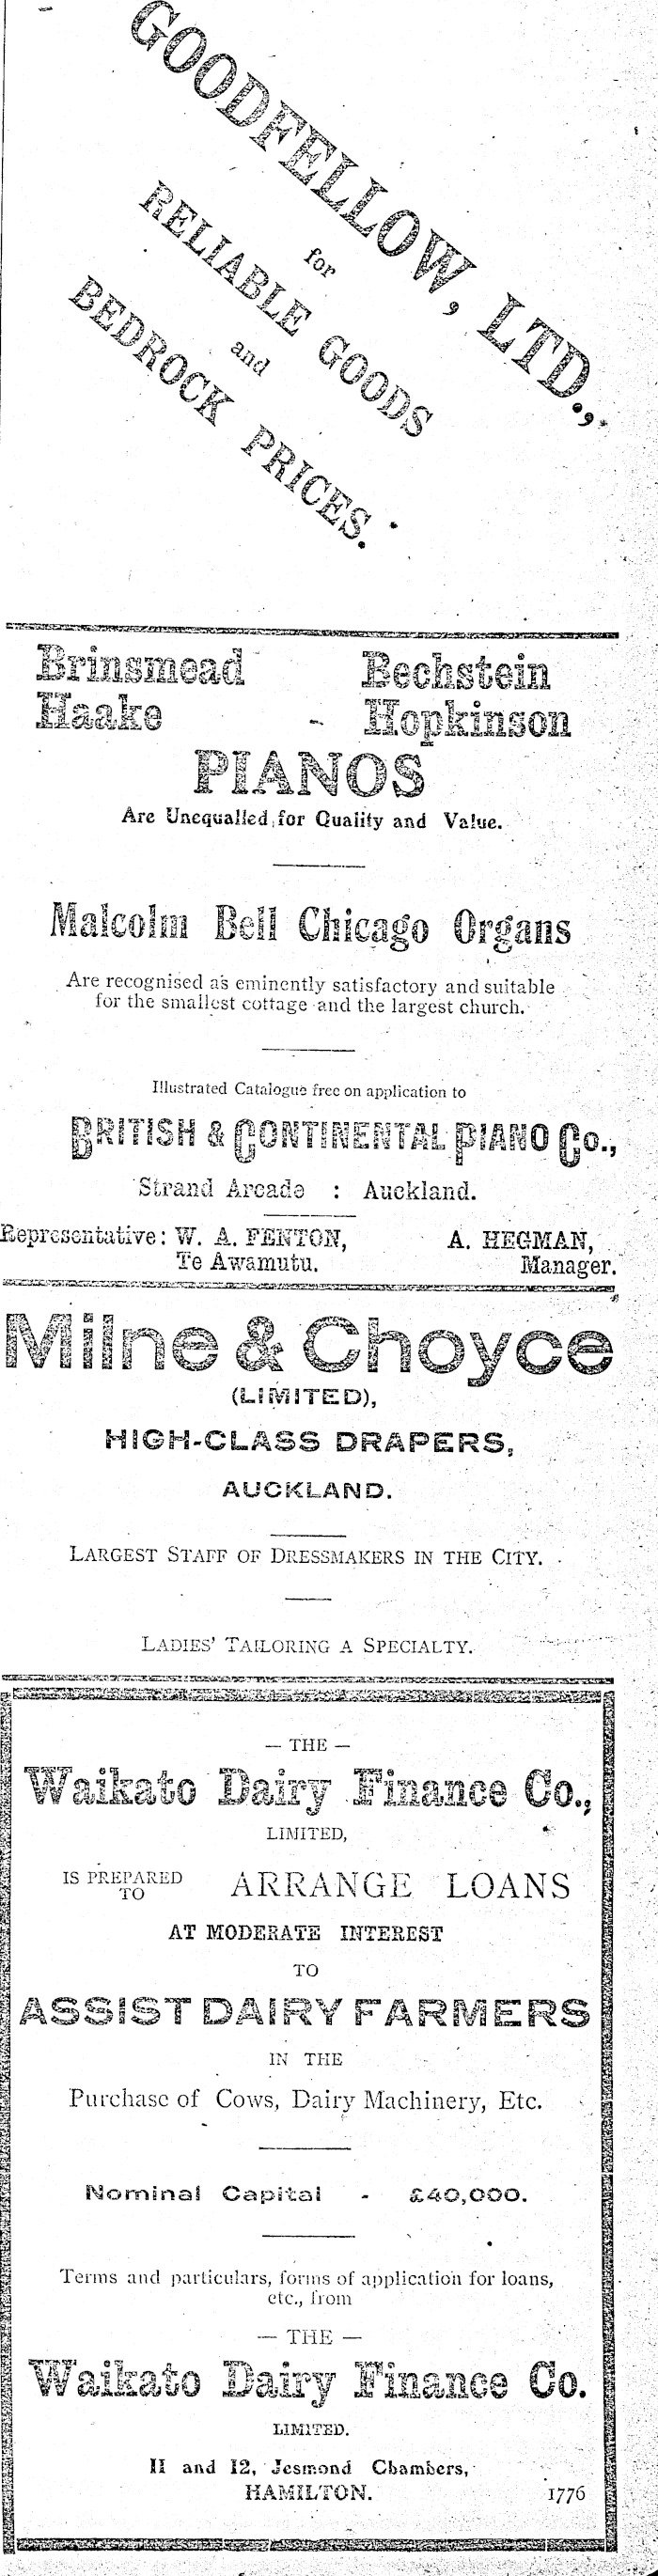 GOODFELLOW, LTD.,
for
RELIABLE GOODS
and
BEDROCK PRICES.
Brinsmead Bechstein
Haake - Hopkinson
PIANOS
Are Unequalled for Quality and Value.
Malcolm Bell Chicago Organs
Are recognised as eminently satisfactory and suitable
for the smallest cottage and the largest church.
Illustrated Catalogue free on application to
BRITISH & CONTINENTAL PIANO CO.,
Strand Arcade : Auckland.
Representative: W. A. FENTON, A. HEGMAN,
Te Awamutu. Manager.
Milne & Choyce
(LIMITED),
HIGH-CLASS DRAPERS,
AUCKLAND.
LARGEST STAFF OF DRESSMAKERS IN THE CITY.
LADIES' TAILORING A SPECIALTY.
— THE —
Waikato Dairy Finance Co.,
LIMITED,
IS PREPARED TO ARRANGE LOANS
AT MODERATE INTEREST
TO
ASSIST DAIRY FARMERS
IN THE
Purchase of Cows, Dairy Machinery, Etc.
Nominal Capital - £40,000.
Terms and particulars, forms of application for loans,
etc., from
— THE —
Waikato Dairy Finance Co.
LIMITED.
11 and 12, Jesmond Chambers,
HAMILTON. 1776